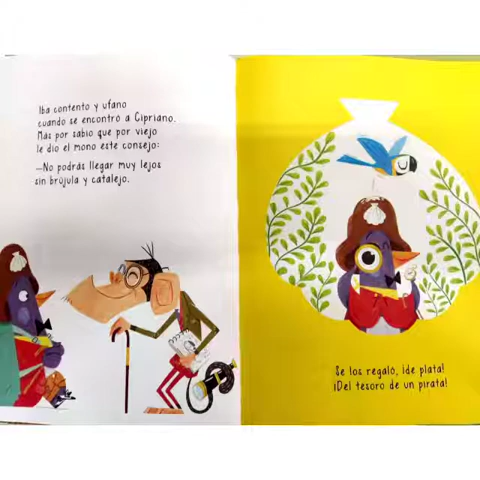 Iba contento y ufano
cuando se encontró a Cipriano.
Más por sabio que por viejo
le dio el mono este consejo:
—No podrás llegar muy lejos
sin brújula y catalejo.
Se los regaló, ¡de plata!
¡Del tesoro de un pirata!